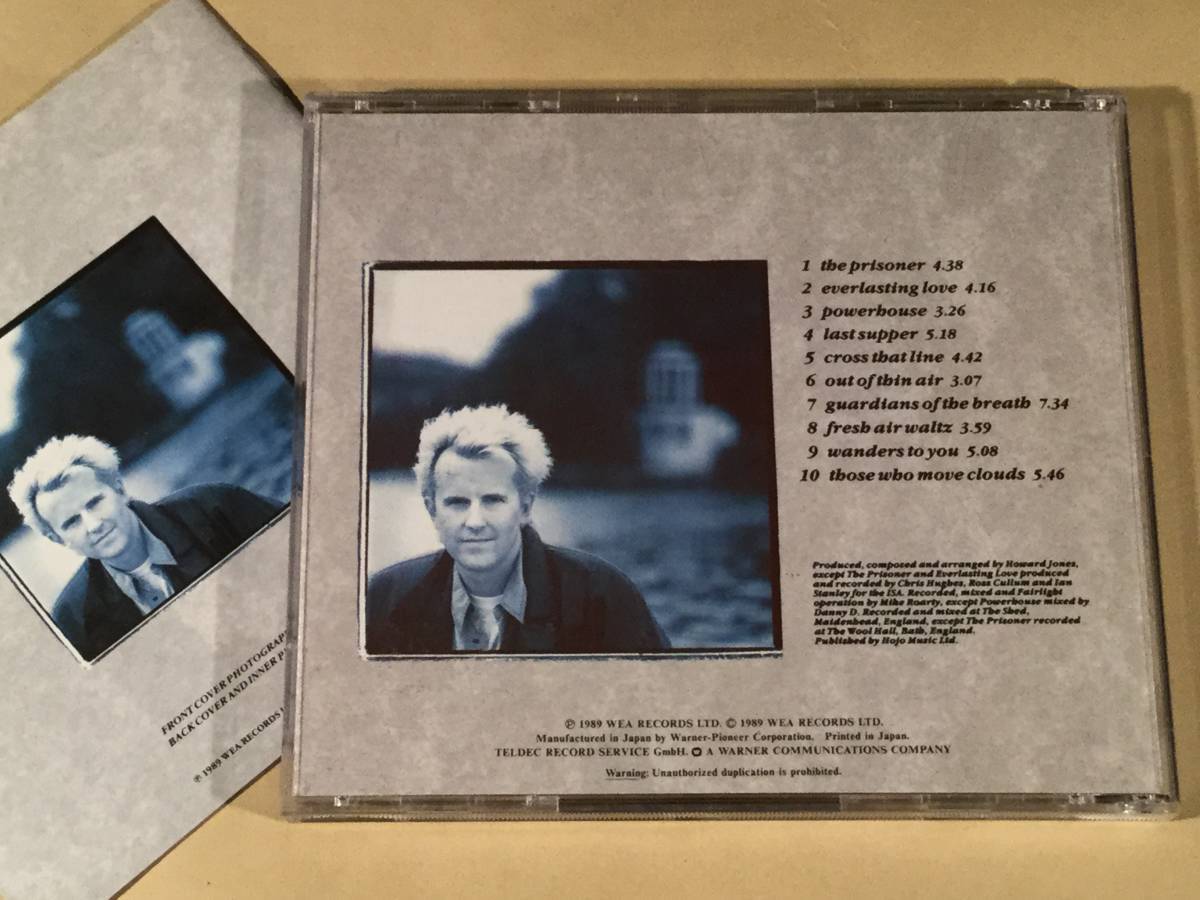 1 the prisoner 4.38
2 everlasting love 4.16
3 powerhouse 3.26
4 last supper 5.18
5 cross that line 4.42
6 out of thin air 3.07
7 guardians of the breath 7.34
8 fresh air waltz 3.59
9 wanders to you 5.08
10 those who move clouds 5.46
Produced, composed and arranged by Howard Jones,
except The Prisoner and Everlasting Love produced
and recorded by Chris Hughes, Ross Cullum and Ian
Stanley for the ISA. Recorded, mixed and Fairlight
operation by Mike Roarty, except Powerhouse mixed by
Danny D. Recorded and mixed at The Shed,
Maidenhead, England, except The Prisoner recorded
at The Wool Hall, Bath, England.
Published by Hojo Music Ltd.
℗ 1989 WEA RECORDS LTD. © 1989 WEA RECORDS LTD.
Manufactured in Japan by Warner-Pioneer Corporation. Printed in Japan.
TELDEC RECORD SERVICE GmbH. A WARNER COMMUNICATIONS COMPANY
Warning: Unauthorized duplication is prohibited.
FRONT COVER
BACK COVER AND INNER
℗ 1989 WEA RECORDS